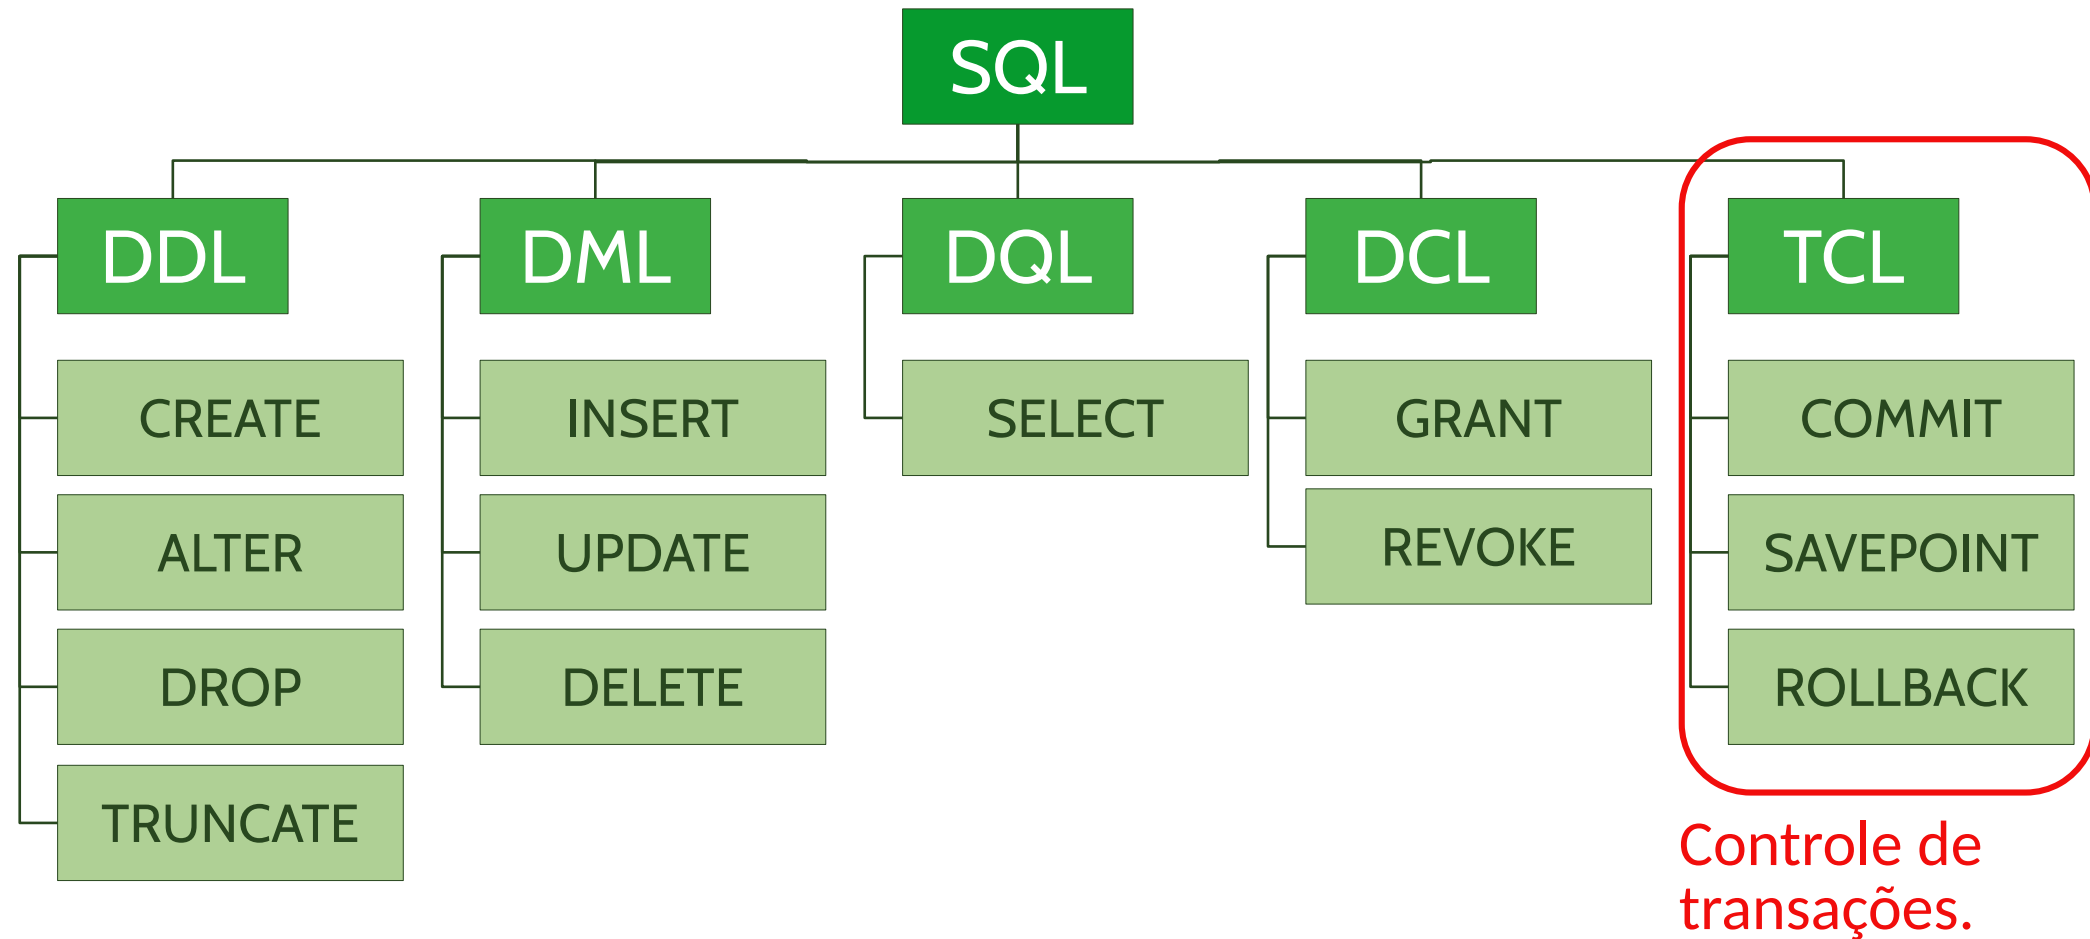 SQL
DDL
DML
DQL
DCL
TCL
CREATE
INSERT
SELECT
GRANT
COMMIT
ALTER
UPDATE
REVOKE
SAVEPOINT
DROP
DELETE
ROLLBACK
TRUNCATE
Controle de
transações.